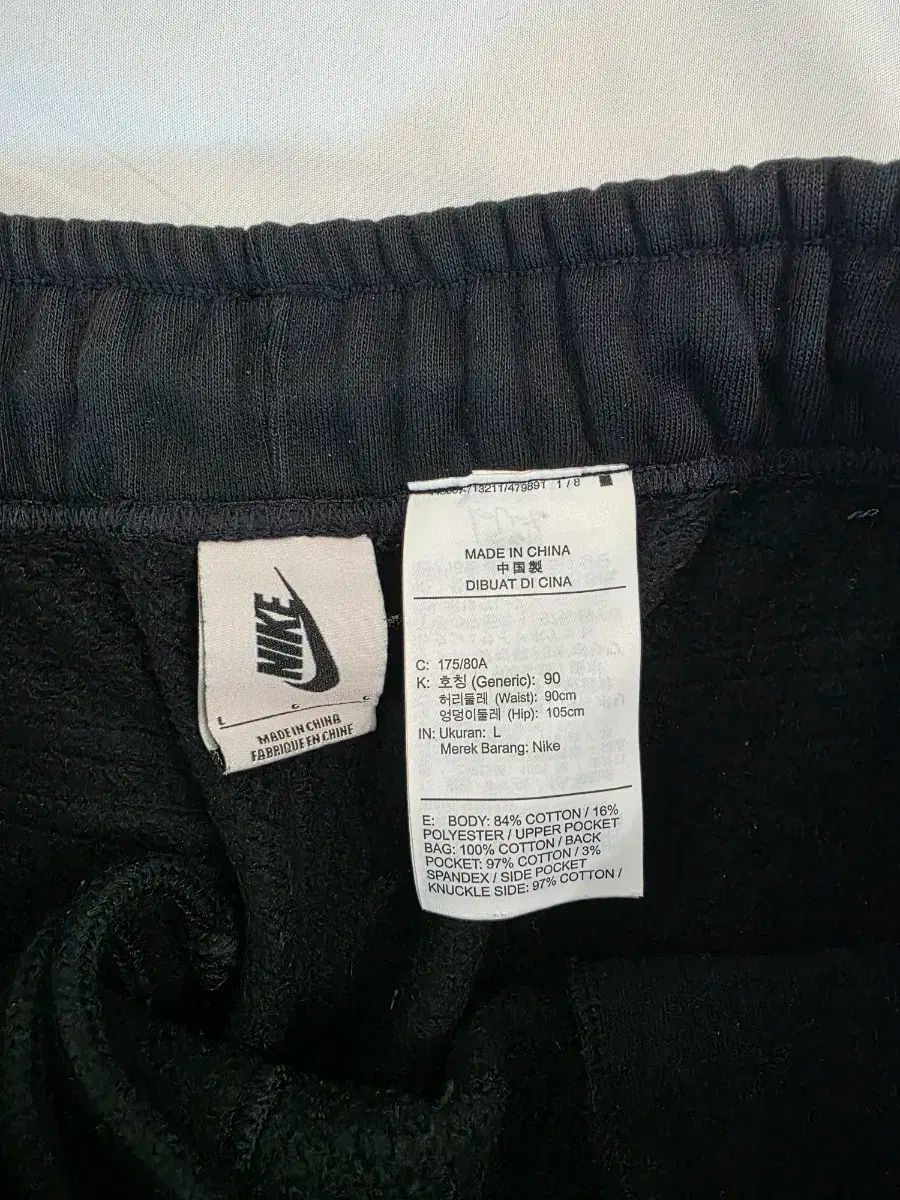 NIKE
L G G
MADE IN CHINA
FABRIQUÉ EN CHINE
13211/479891 1/8
MADE IN CHINA
中国製
DIBUAT DI CINA
C: 175/80A
K: 호칭 (Generic): 90
허리둘레 (Waist): 90cm
엉덩이둘레 (Hip): 105cm
IN: Ukuran: L
Merek Barang: Nike
E: BODY: 84% COTTON / 16%
POLYESTER / UPPER POCKET
BAG: 100% COTTON / BACK
POCKET: 97% COTTON / 3%
SPANDEX / SIDE POCKET
KNUCKLE SIDE: 97% COTTON /